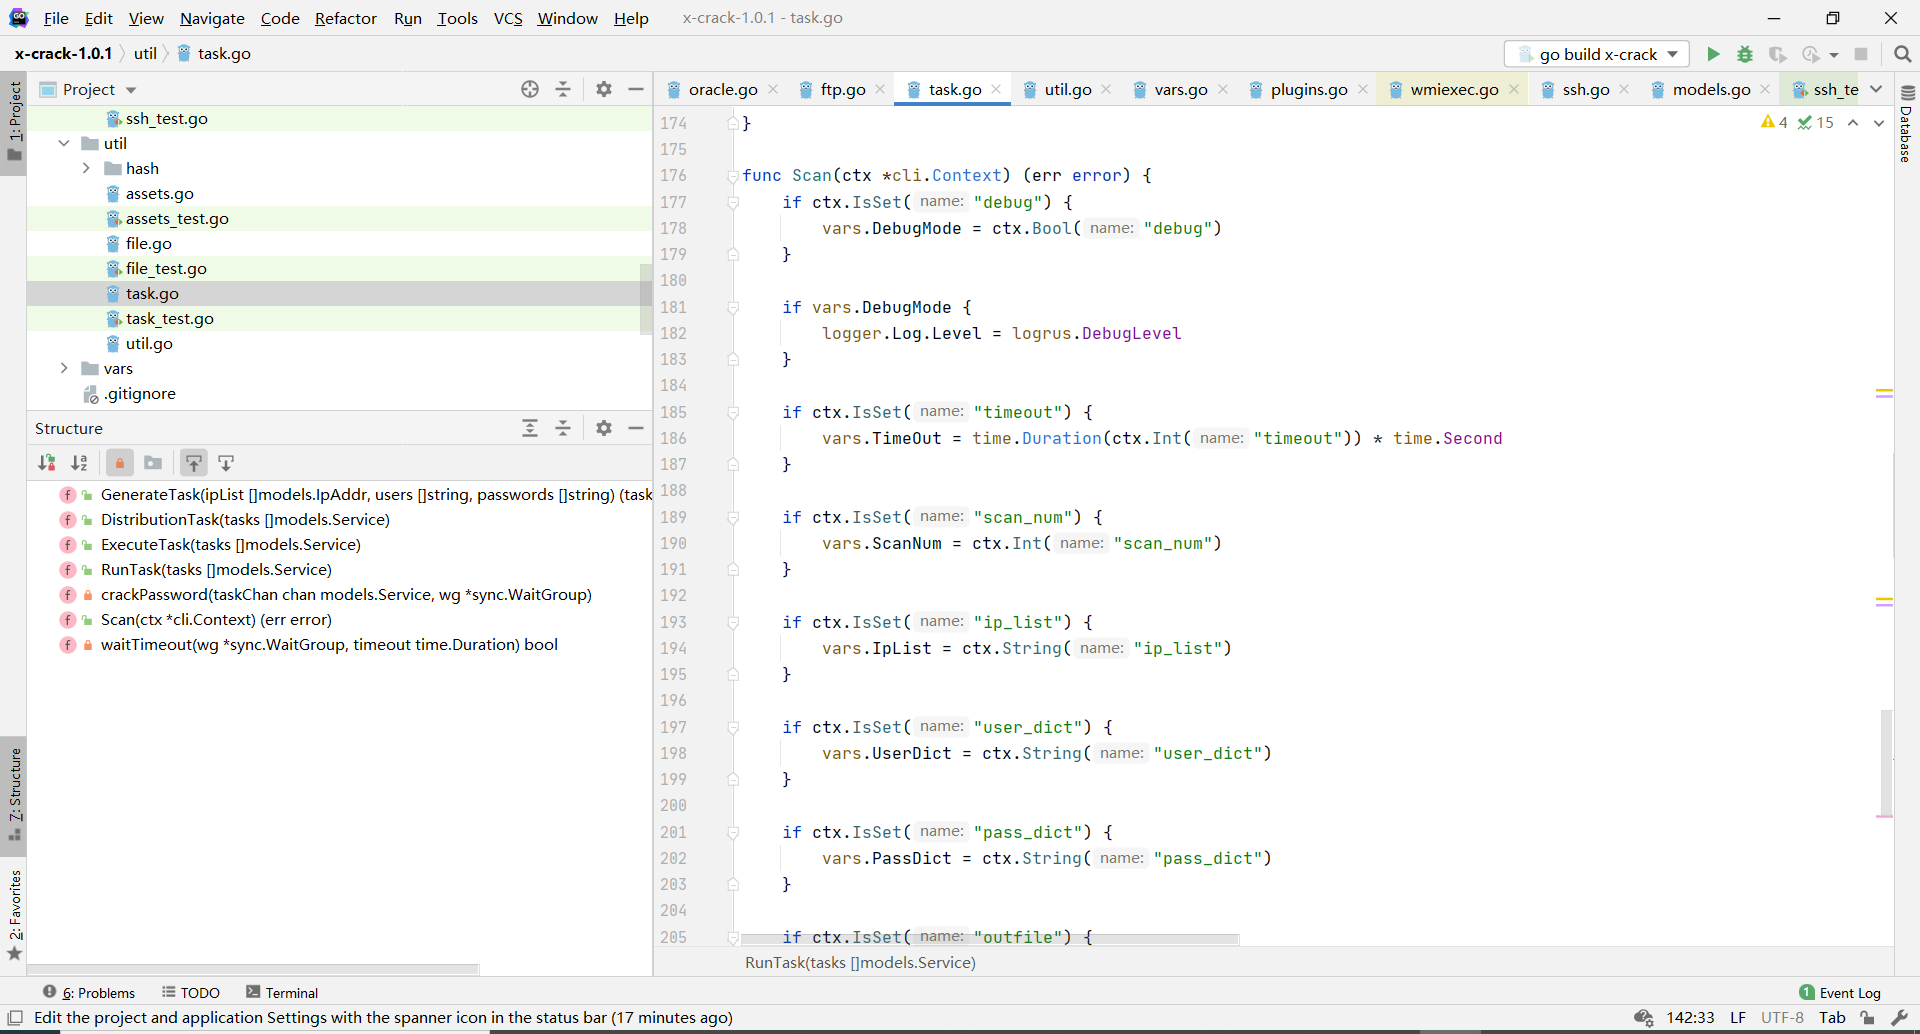 File Edit View Navigate Code Refactor Run Tools VCS Window Help x-crack-1.0.1 - task.go
x-crack-1.0.1 util task.go
go build x-crack
1: Project
Project
ssh_test.go
util
hash
assets.go
assets_test.go
file.go
file_test.go
task.go
task_test.go
util.go
vars
.gitignore
Structure
GenerateTask(ipList []models.IpAddr, users []string, passwords []string) (task
DistributionTask(tasks []models.Service)
ExecuteTask(tasks []models.Service)
RunTask(tasks []models.Service)
crackPassword(taskChan chan models.Service, wg *sync.WaitGroup)
Scan(ctx *cli.Context) (err error)
waitTimeout(wg *sync.WaitGroup, timeout time.Duration) bool
7: Structure
2: Favorites
oracle.go ftp.go task.go util.go vars.go plugins.go wmiexec.go ssh.go models.go ssh_te
4 15
Database
174 }
175
176 func Scan(ctx *cli.Context) (err error) {
177 if ctx.IsSet( name: "debug") {
178 vars.DebugMode = ctx.Bool( name: "debug")
179 }
180
181 if vars.DebugMode {
182 logger.Log.Level = logrus.DebugLevel
183 }
184
185 if ctx.IsSet( name: "timeout") {
186 vars.TimeOut = time.Duration(ctx.Int( name: "timeout")) * time.Second
187 }
188
189 if ctx.IsSet( name: "scan_num") {
190 vars.ScanNum = ctx.Int( name: "scan_num")
191 }
192
193 if ctx.IsSet( name: "ip_list") {
194 vars.IpList = ctx.String( name: "ip_list")
195 }
196
197 if ctx.IsSet( name: "user_dict") {
198 vars.UserDict = ctx.String( name: "user_dict")
199 }
200
201 if ctx.IsSet( name: "pass_dict") {
202 vars.PassDict = ctx.String( name: "pass_dict")
203 }
204
205 if ctx.IsSet( name: "outfile") {
RunTask(tasks []models.Service)
6: Problems TODO Terminal
1 Event Log
Edit the project and application Settings with the spanner icon in the status bar (17 minutes ago)
142:33 LF UTF-8 Tab